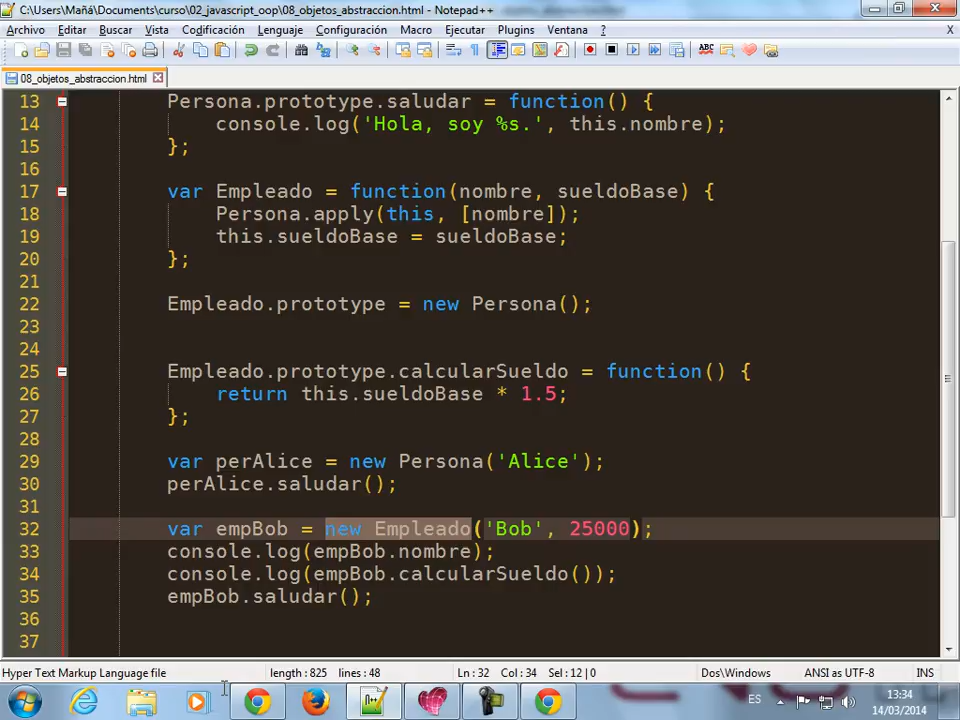 C:\Users\Mañá\Documents\curso\02_javascript_oop\08_objetos_abstraccion.html - Notepad++
Archivo Editar Buscar Vista Codificación Lenguaje Configuración Macro Ejecutar Plugins Ventana ? X
08_objetos_abstraccion.html
13 Persona.prototype.saludar = function() {
14 console.log('Hola, soy %s.', this.nombre);
15 };
16
17 var Empleado = function(nombre, sueldoBase) {
18 Persona.apply(this, [nombre]);
19 this.sueldoBase = sueldoBase;
20 };
21
22 Empleado.prototype = new Persona();
23
24
25 Empleado.prototype.calcularSueldo = function() {
26 return this.sueldoBase * 1.5;
27 };
28
29 var perAlice = new Persona('Alice');
30 perAlice.saludar();
31
32 var empBob = new Empleado('Bob', 25000);
33 console.log(empBob.nombre);
34 console.log(empBob.calcularSueldo());
35 empBob.saludar();
36
37
Hyper Text Markup Language file length : 825 lines : 48 Ln : 32 Col : 34 Sel : 12 | 0 Dos\Windows ANSI as UTF-8 INS
ES 13:34
14/03/2014